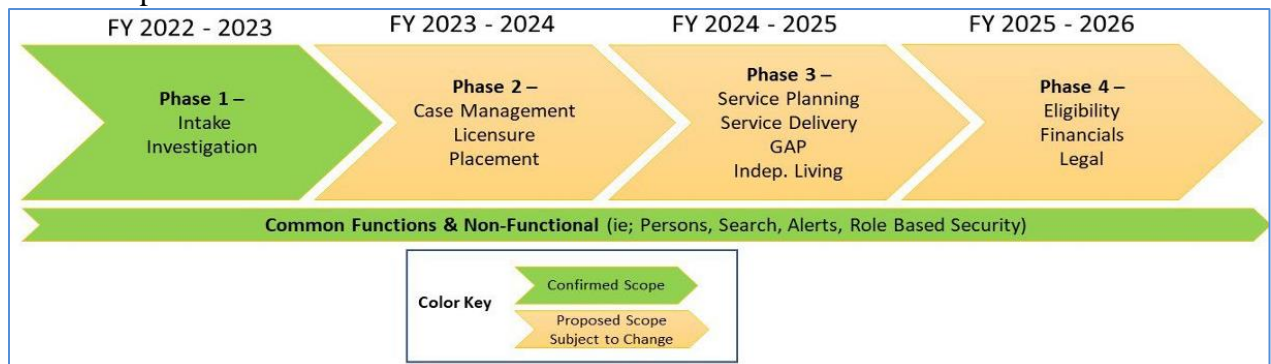 FY 2022 - 2023
FY 2023 - 2024
FY 2024 - 2025
FY 2025 - 2026
Phase 1 –
Intake
Investigation
Phase 2 –
Case Management
Licensure
Placement
Phase 3 –
Service Planning
Service Delivery
GAP
Indep. Living
Phase 4 –
Eligibility
Financials
Legal
Common Functions & Non-Functional (ie; Persons, Search, Alerts, Role Based Security)
Color Key
Confirmed Scope
Proposed Scope
Subject to Change